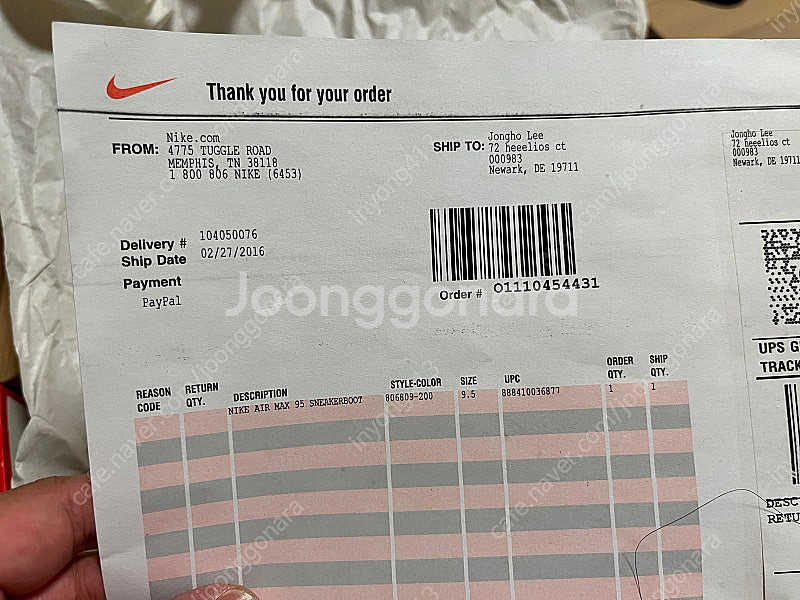 Thank you for your order
FROM: Nike.com
4775 TUGGLE ROAD
MEMPHIS, TN 38118
1 800 806 NIKE (6453)
SHIP TO: Jongho Lee
72 heeelios ct
000983
Newark, DE 19711
Jongho Lee
72 heeelios ct
000983
Newark, DE 19711
Delivery # 104050076
Ship Date 02/27/2016
Payment
PayPal
Order # 01110454431
Joonggonara
UPS G
TRACK
REASON CODE RETURN QTY. DESCRIPTION STYLE-COLOR SIZE UPC ORDER QTY. SHIP QTY.
NIKE AIR MAX 95 SNEAKERBOOT 806809-200 9.5 888410036877 1 1
DESC
RETU